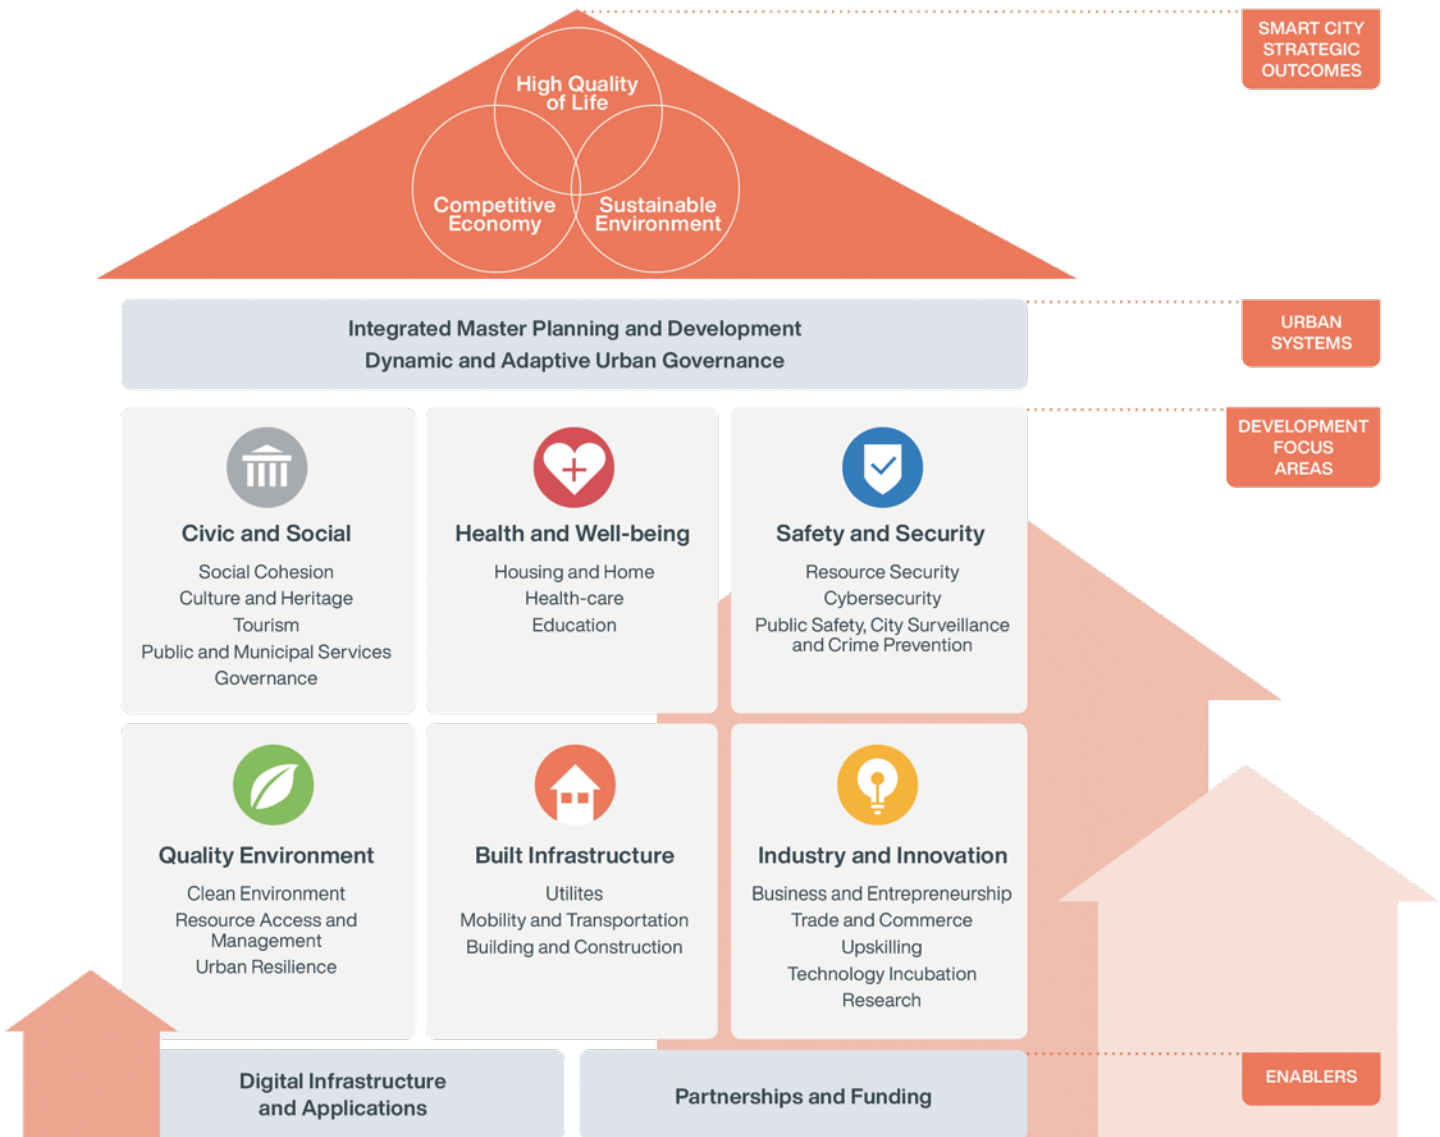 SMART CITY
STRATEGIC
OUTCOMES
High Quality
of Life
Competitive
Economy
Sustainable
Environment
Integrated Master Planning and Development
Dynamic and Adaptive Urban Governance
URBAN
SYSTEMS
DEVELOPMENT
FOCUS
AREAS
Civic and Social
Social Cohesion
Culture and Heritage
Tourism
Public and Municipal Services
Governance
Health and Well-being
Housing and Home
Health-care
Education
Safety and Security
Resource Security
Cybersecurity
Public Safety, City Surveillance
and Crime Prevention
Quality Environment
Clean Environment
Resource Access and
Management
Urban Resilience
Built Infrastructure
Utilites
Mobility and Transportation
Building and Construction
Industry and Innovation
Business and Entrepreneurship
Trade and Commerce
Upskilling
Technology Incubation
Research
Digital Infrastructure
and Applications
Partnerships and Funding
ENABLERS